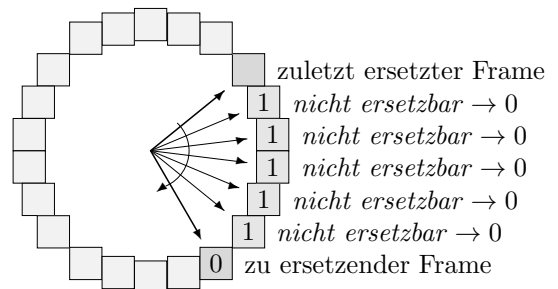 zuletzt ersetzter Frame
1 nicht ersetzbar → 0
1 nicht ersetzbar → 0
1 nicht ersetzbar → 0
1 nicht ersetzbar → 0
1 nicht ersetzbar → 0
0 zu ersetzender Frame